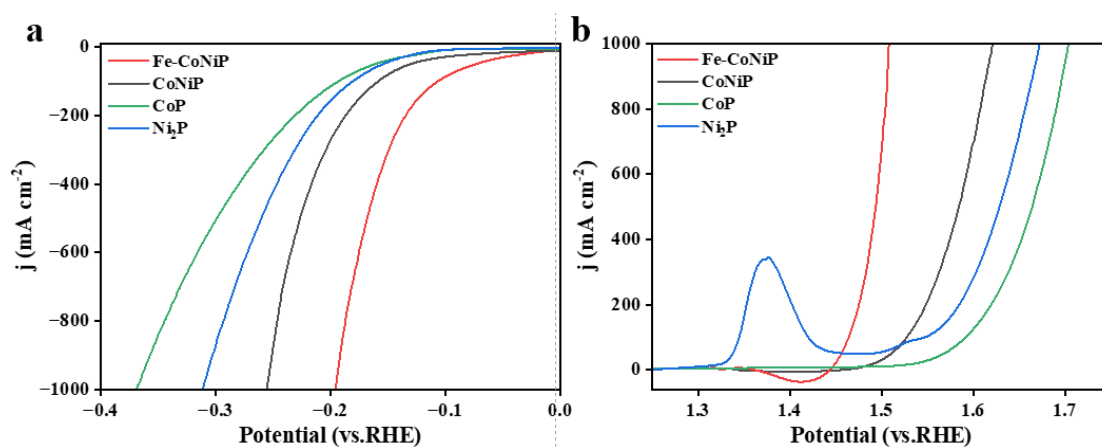 a
0
−200
−400
−600
−800
−1000
−0.4
−0.3
−0.2
−0.1
0.0
j (mA cm⁻²)
Potential (vs.RHE)
Fe-CoNiP
CoNiP
CoP
Ni₂P
b
1000
800
600
400
200
0
1.3
1.4
1.5
1.6
1.7
j (mA cm⁻²)
Potential (vs.RHE)
Fe-CoNiP
CoNiP
CoP
Ni₂P